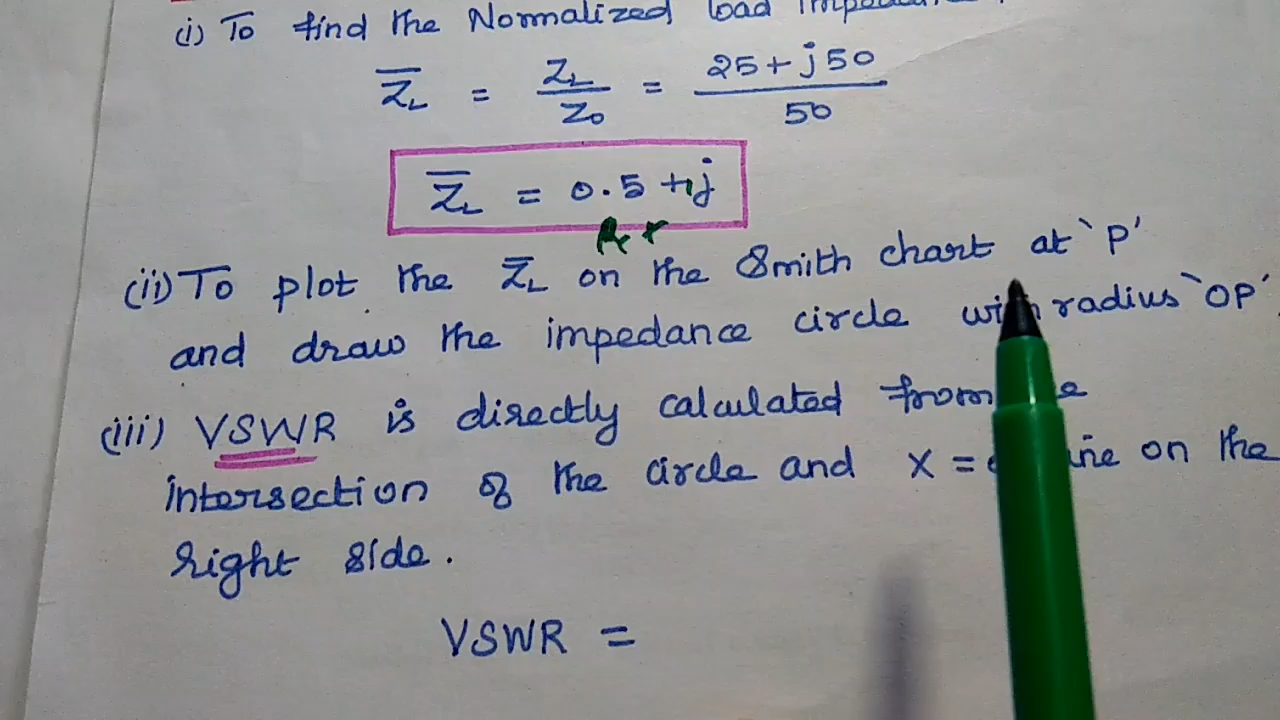 (i) To find the Normalized load
Z̅L = ZL/Z0 = 25+j50/50
Z̅L = 0.5 +1j
r x
(ii) To plot the Z̅L on the Smith chart at `P'
and draw the impedance circle with radius `OP'.
(iii) VSWR is directly calculated from
intersection of the circle and X = on the
right side.
VSWR =